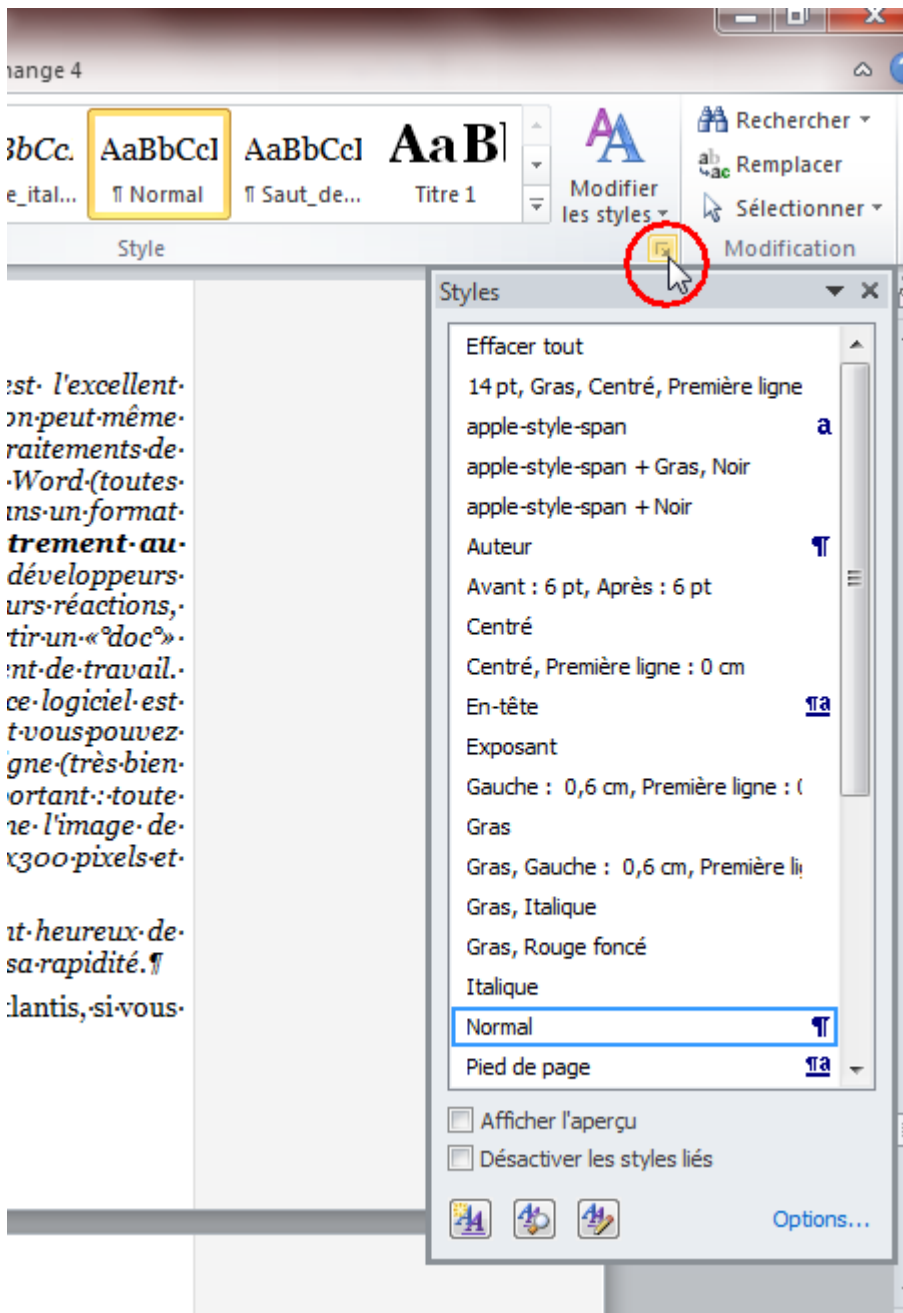 hange 4
BbCc. AaBbCcI AaBbCcI AaB
e_ital... ¶ Normal ¶ Saut_de... Titre 1
Modifier
les styles
Rechercher
Remplacer
Sélectionner
Style
Modification
Styles
Effacer tout
14 pt, Gras, Centré, Première ligne
apple-style-span a
apple-style-span + Gras, Noir
apple-style-span + Noir
Auteur ¶
Avant : 6 pt, Après : 6 pt
Centré
Centré, Première ligne : 0 cm
En-tête ¶a
Exposant
Gauche : 0,6 cm, Première ligne : (
Gras
Gras, Gauche : 0,6 cm, Première li
Gras, Italique
Gras, Rouge foncé
Italique
Normal ¶
Pied de page ¶a
Afficher l'aperçu
Désactiver les styles liés
Options...
est· l'excellent·
on·peut·même·
raitements·de·
·Word·(toutes·
ans·un·format·
trement·au·
développeurs·
urs·réactions,·
tir·un·«°doc°»·
ent·de·travail.·
ce·logiciel·est·
t·vous·pouvez·
igne·(très·bien·
portant·:·toute·
ne· l'image· de·
x300·pixels·et·
nt·heureux·de·
sa·rapidité.¶
tlantis,·si·vous·